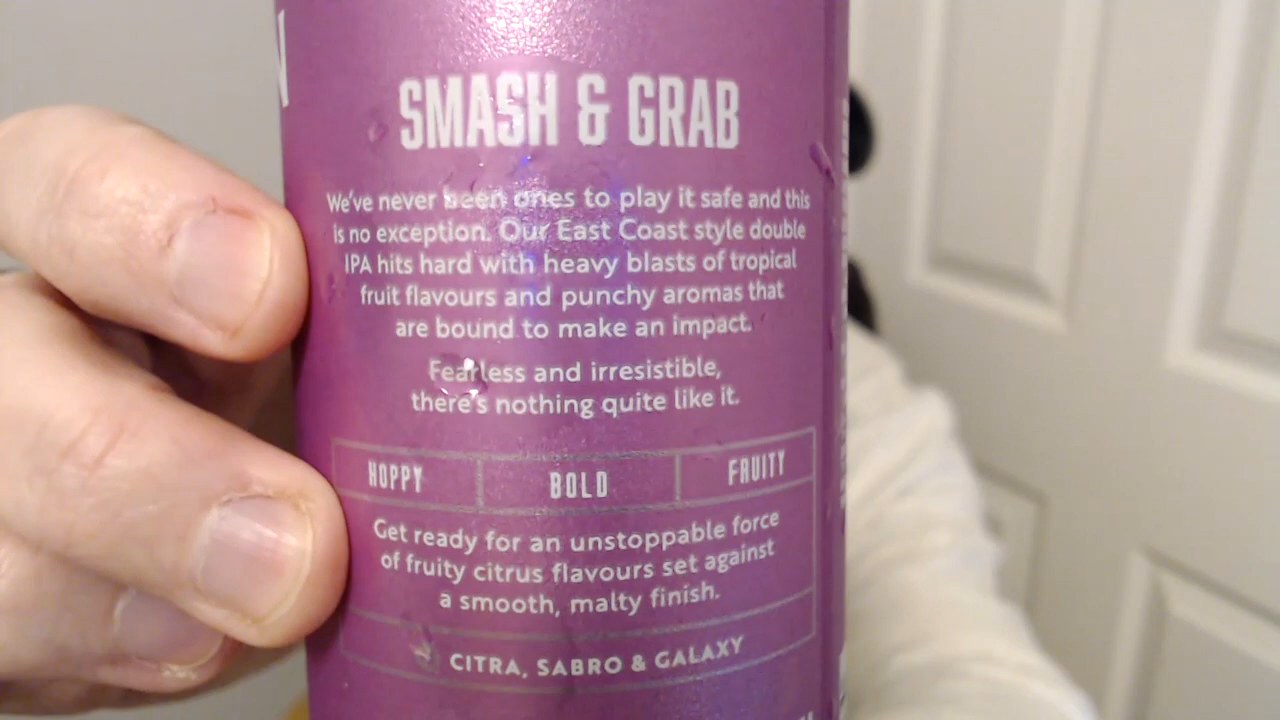 SMASH & GRAB
We've never been ones to play it safe and this
is no exception. Our East Coast style double
IPA hits hard with heavy blasts of tropical
fruit flavours and punchy aromas that
are bound to make an impact.
Fearless and irresistible,
there's nothing quite like it.
HOPPY BOLD FRUITY
Get ready for an unstoppable force
of fruity citrus flavours set against
a smooth, malty finish.
CITRA, SABRO & GALAXY